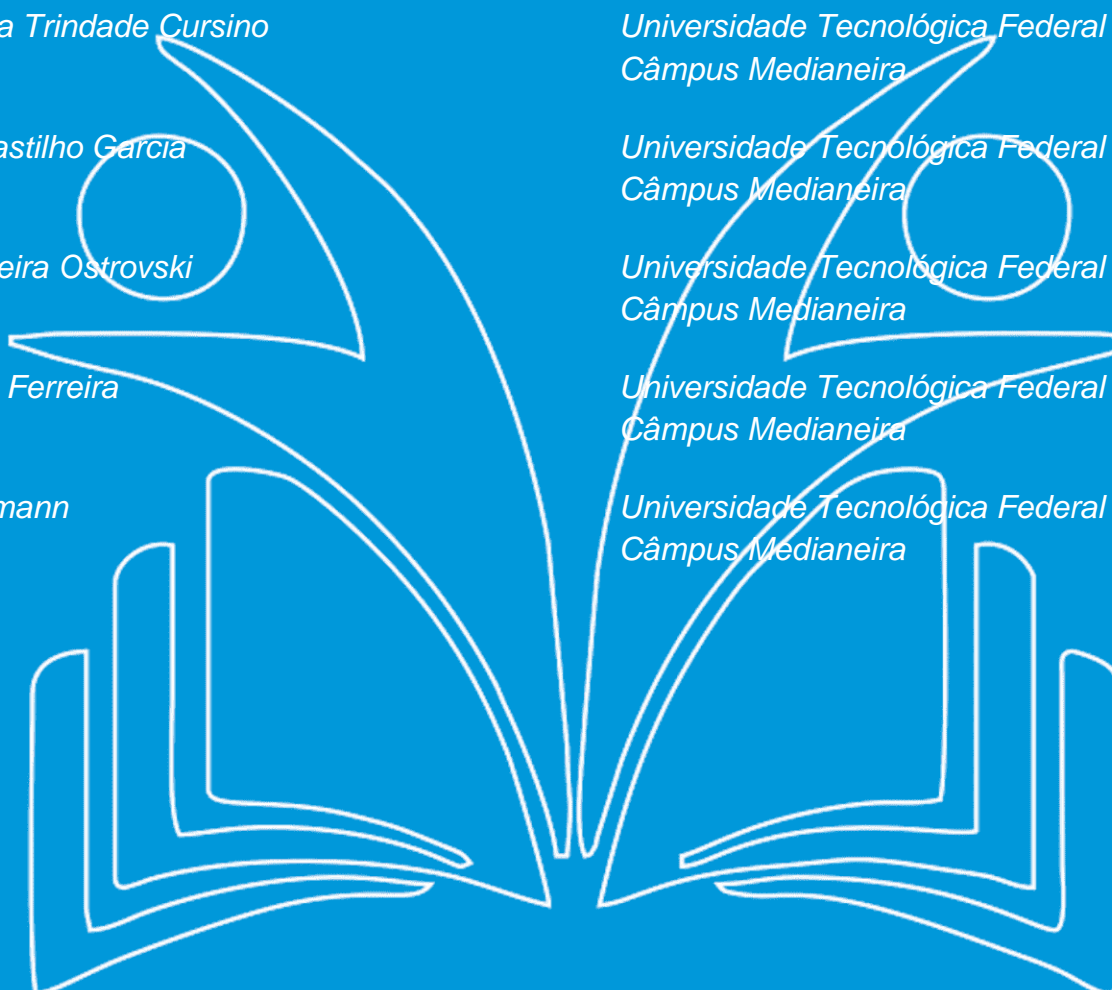 a Trindade Cursino
Universidade Tecnológica Federal
Câmpus Medianeira
astilho Garcia
Universidade Tecnológica Federal
Câmpus Medianeira
eira Ostrovski
Universidade Tecnológica Federal
Câmpus Medianeira
Ferreira
Universidade Tecnológica Federal
Câmpus Medianeira
mann
Universidade Tecnológica Federal
Câmpus Medianeira